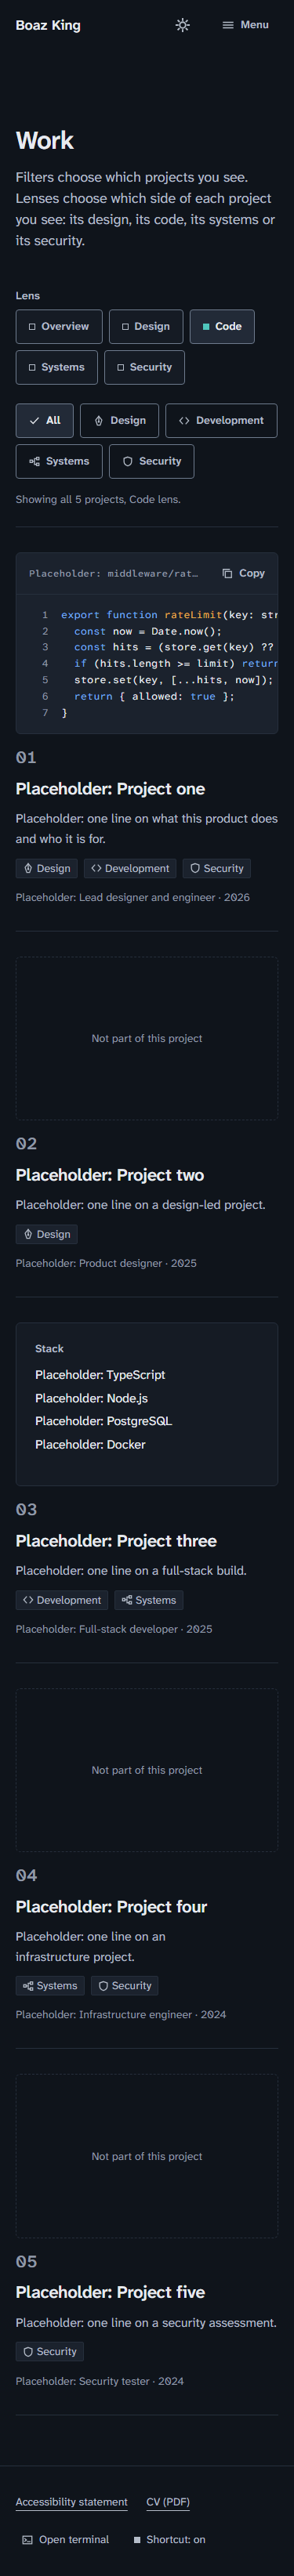 Boaz King
Menu
Work
Filters choose which projects you see.
Lenses choose which side of each project
you see: its design, its code, its systems or
its security.
Lens
Overview
Design
Code
Systems
Security
All
Design
Development
Systems
Security
Showing all 5 projects, Code lens.
Placeholder: middleware/rat…
Copy
1 export function rateLimit(key: str
2 const now = Date.now();
3 const hits = (store.get(key) ??
4 if (hits.length >= limit) return
5 store.set(key, [...hits, now]);
6 return { allowed: true };
7 }
01
Placeholder: Project one
Placeholder: one line on what this product does
and who it is for.
Design
Development
Security
Placeholder: Lead designer and engineer · 2026
Not part of this project
02
Placeholder: Project two
Placeholder: one line on a design-led project.
Design
Placeholder: Product designer · 2025
Stack
Placeholder: TypeScript
Placeholder: Node.js
Placeholder: PostgreSQL
Placeholder: Docker
03
Placeholder: Project three
Placeholder: one line on a full-stack build.
Development
Systems
Placeholder: Full-stack developer · 2025
Not part of this project
04
Placeholder: Project four
Placeholder: one line on an
infrastructure project.
Systems
Security
Placeholder: Infrastructure engineer · 2024
Not part of this project
05
Placeholder: Project five
Placeholder: one line on a security assessment.
Security
Placeholder: Security tester · 2024
Accessibility statement
CV (PDF)
Open terminal
Shortcut: on